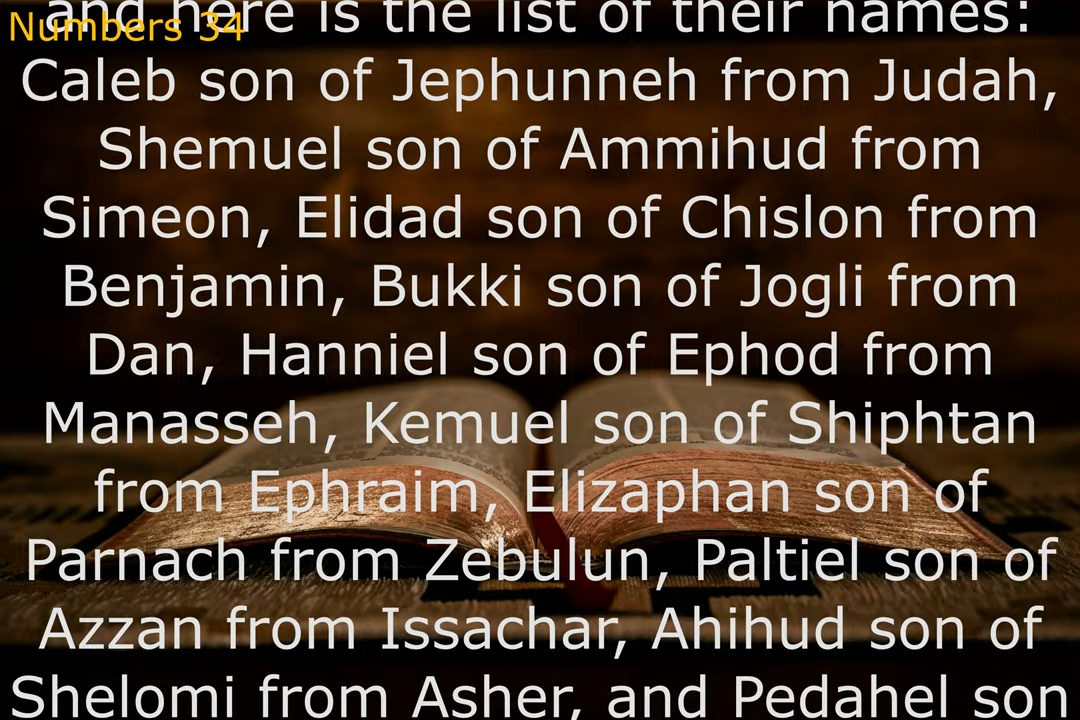 and here is the list of their names:
Numbers 34
Caleb son of Jephunneh from Judah,
Shemuel son of Ammihud from
Simeon, Elidad son of Chislon from
Benjamin, Bukki son of Jogli from
Dan, Hanniel son of Ephod from
Manasseh, Kemuel son of Shiphtan
from Ephraim, Elizaphan son of
Parnach from Zebulun, Paltiel son of
Azzan from Issachar, Ahihud son of
Shelomi from Asher, and Pedahel son